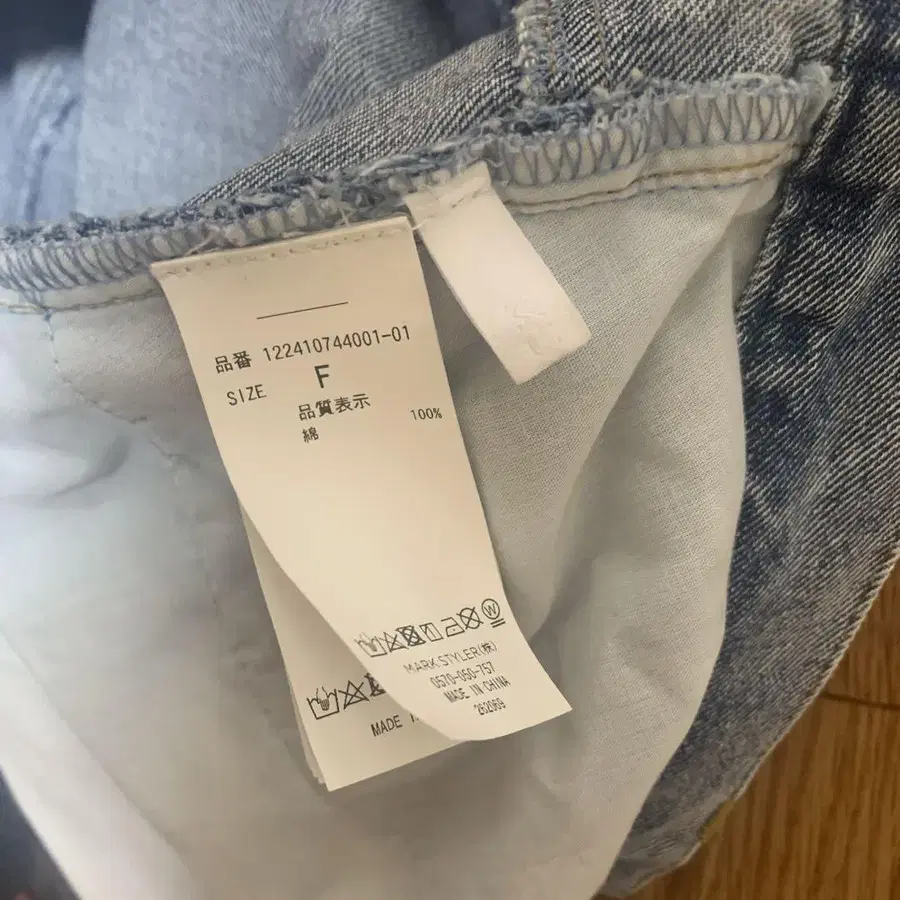 品番 122410744001-01
SIZE F
品質表示
綿 100%
W
MARK STYLER(株)
0570-050-757
MADE IN CHINA
262069
MADE